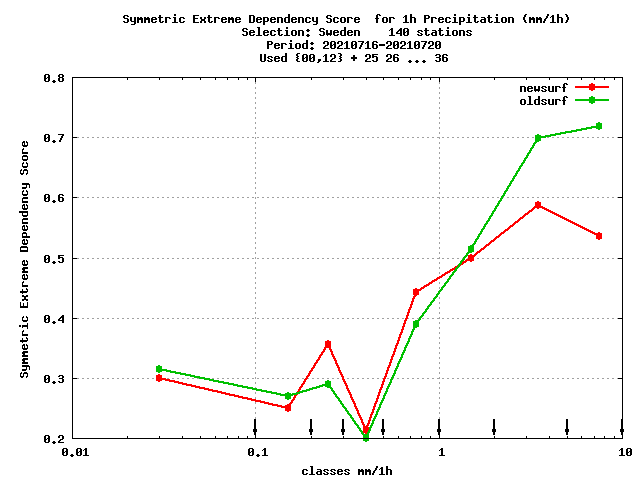 Symmetric Extreme Dependency Score  for 1h Precipitation (mm/1h)
Selection: Sweden    140 stations
Period: 20210716-20210720
Used {00,12} + 25 26 ... 36
newsurf
oldsurf
0.8
0.7
0.6
0.5
0.4
0.3
0.2
Symmetric Extreme Dependency Score
0.01
0.1
1
10
classes mm/1h